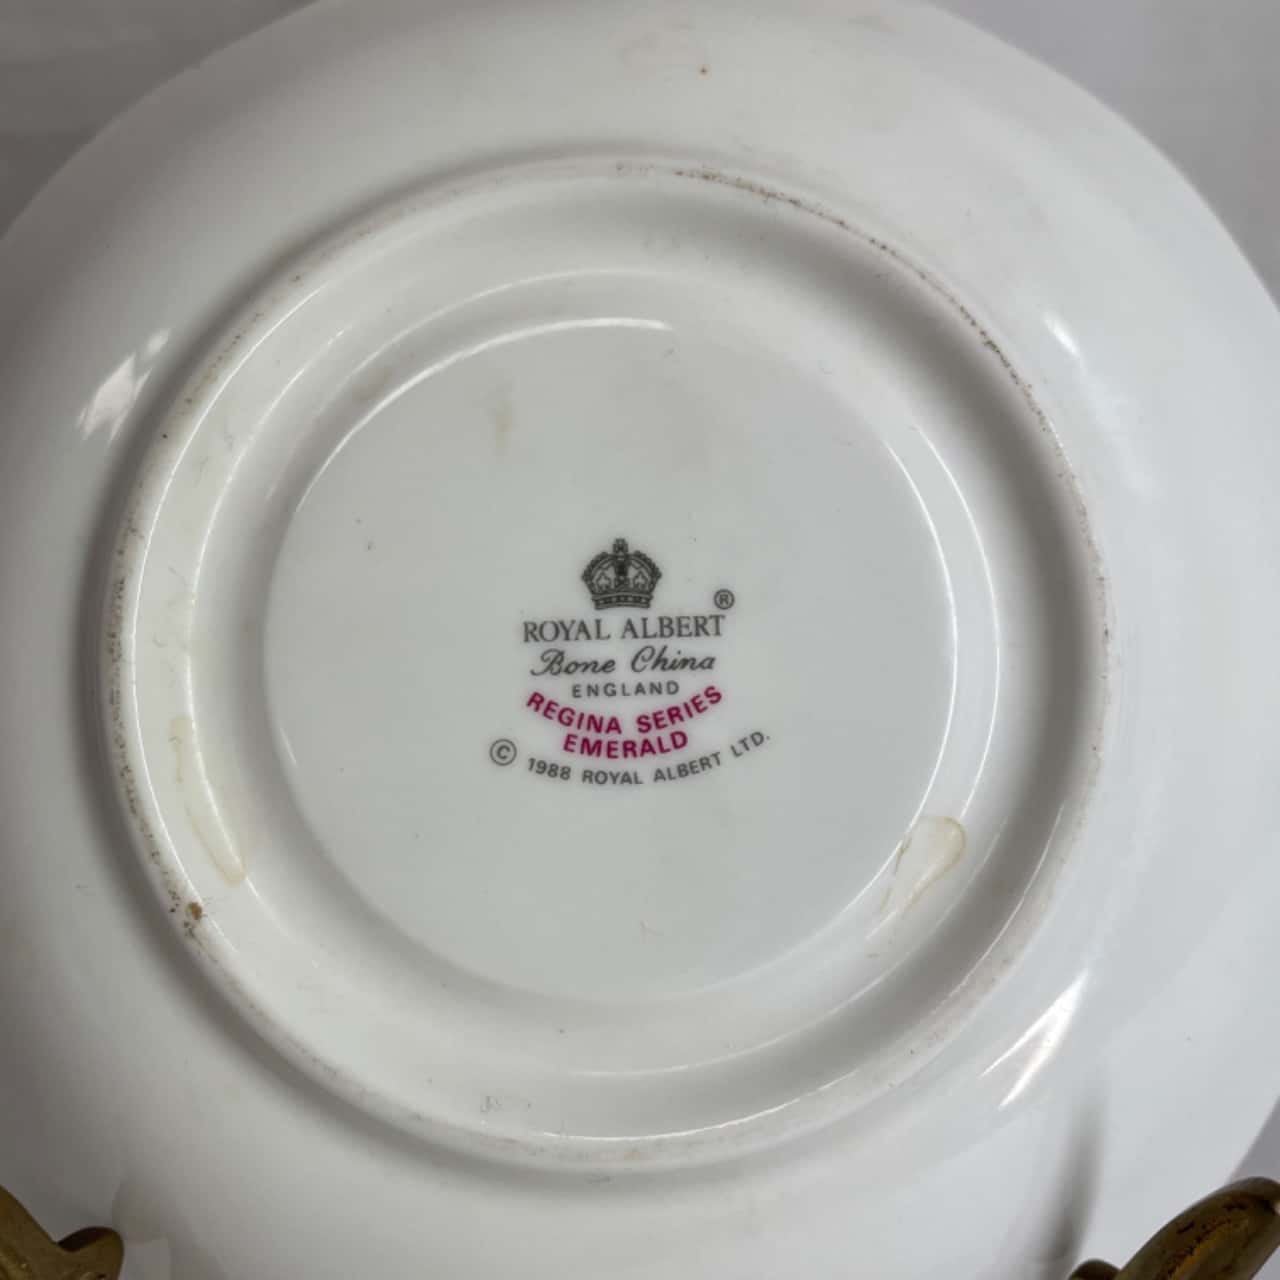 ROYAL ALBERT ®
Bone China
ENGLAND
REGINA SERIES
EMERALD
© 1988 ROYAL ALBERT LTD.